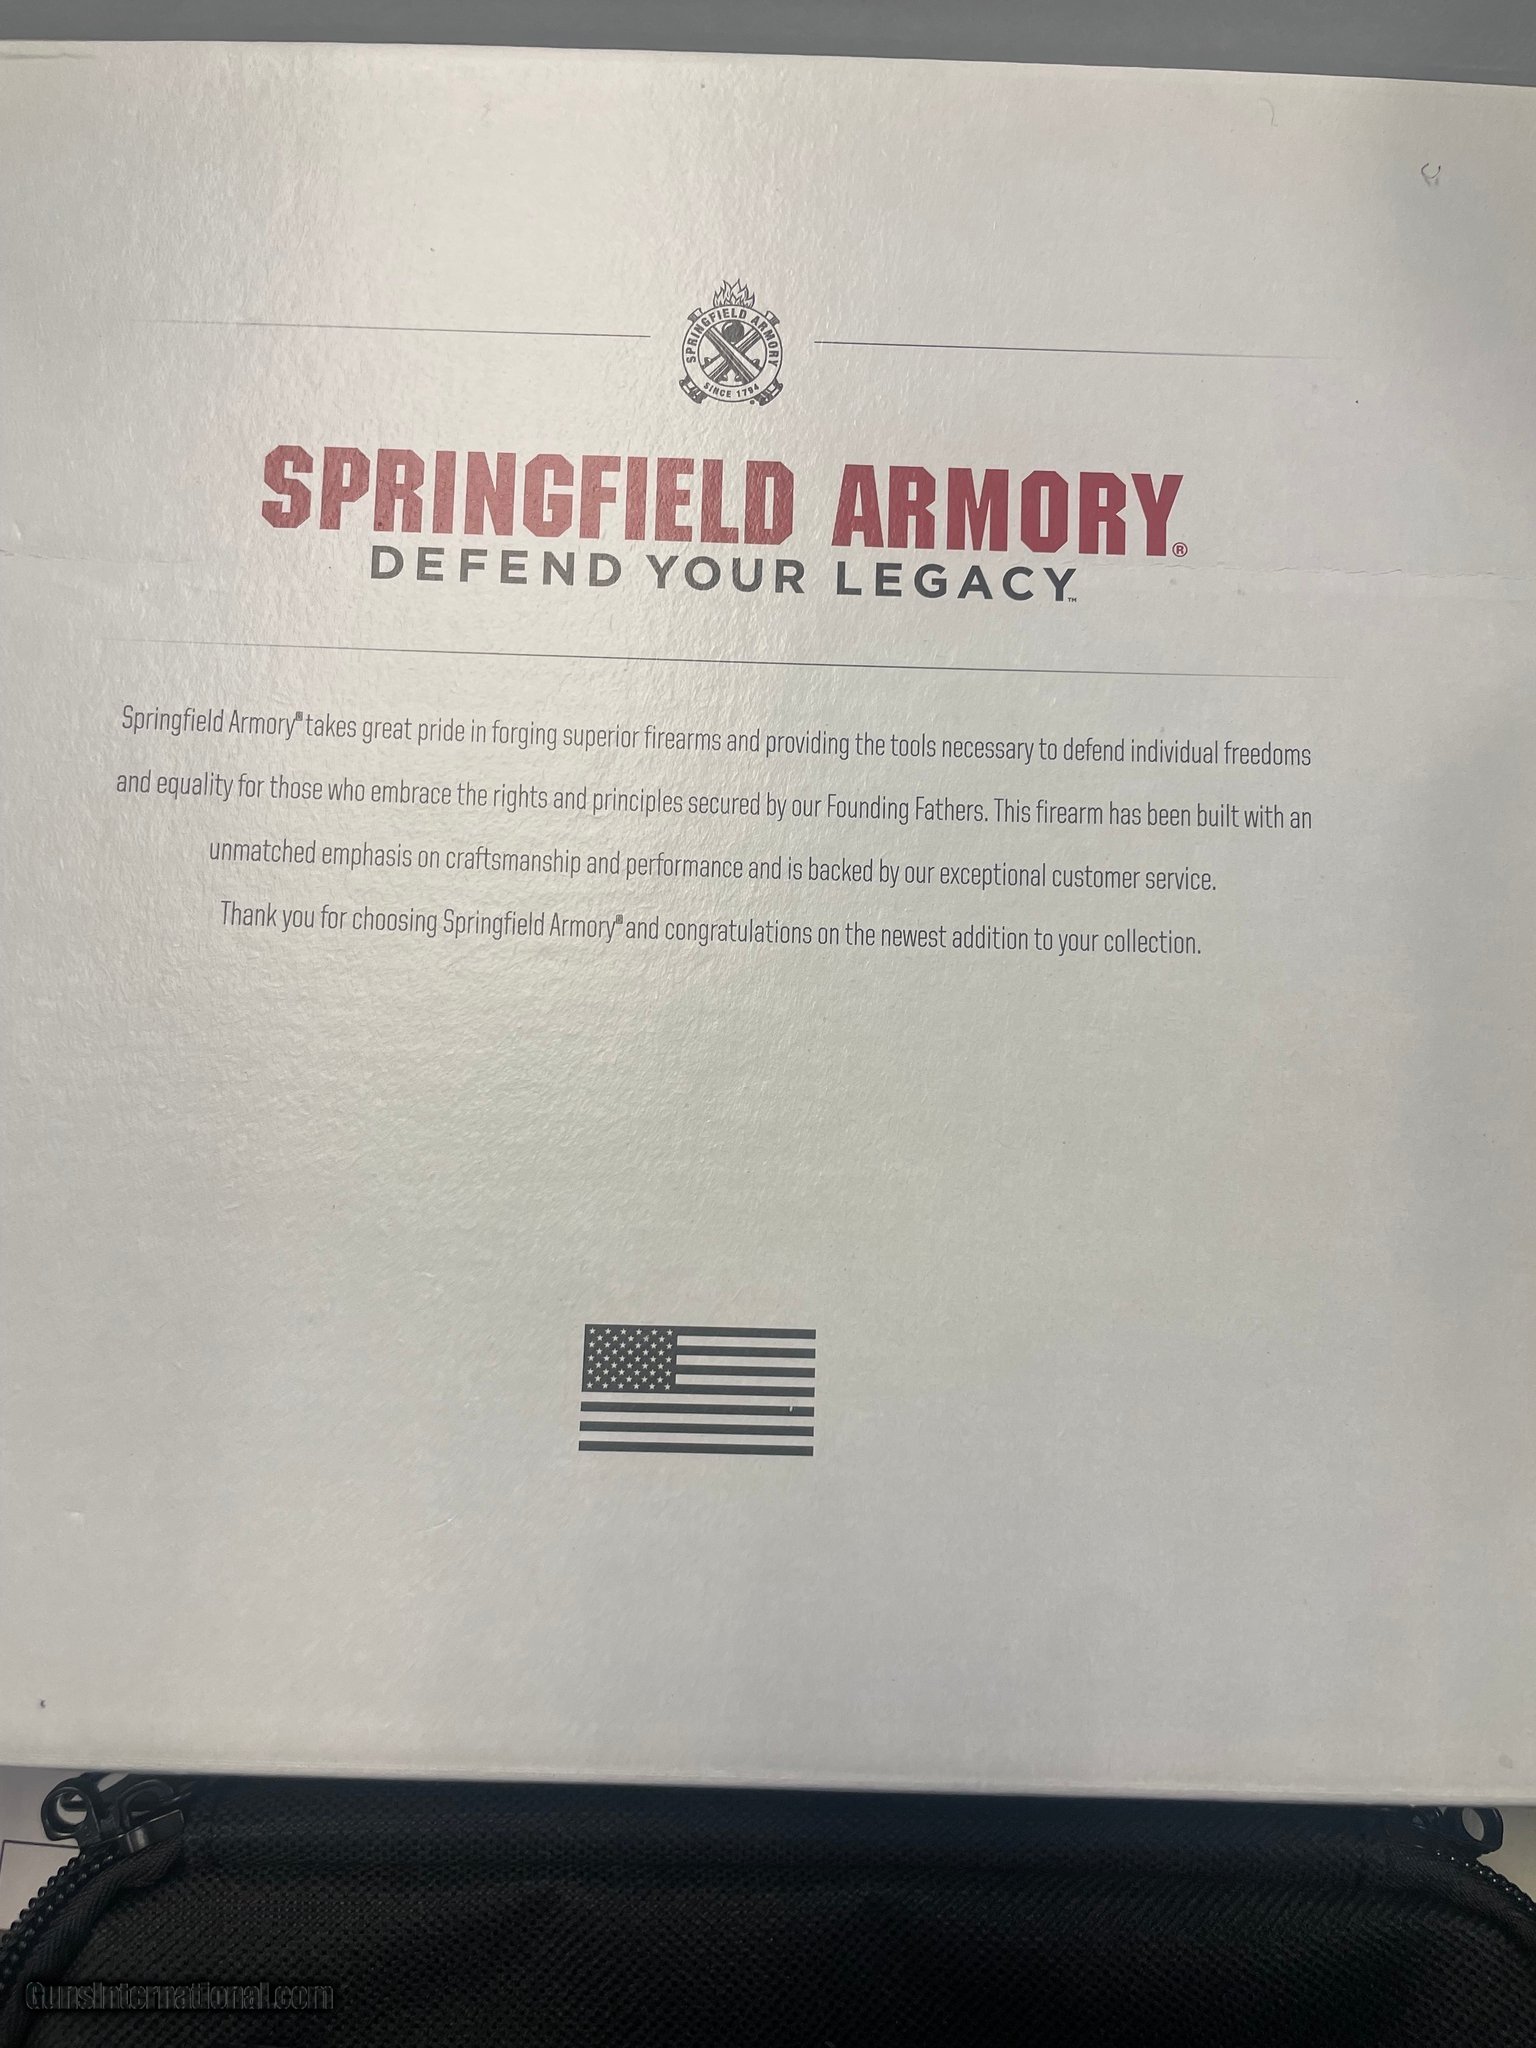 SPRINGFIELD ARMORY
SINCE 1794
SPRINGFIELD ARMORY®
DEFEND YOUR LEGACY™
Springfield Armory® takes great pride in forging superior firearms and providing the tools necessary to defend individual freedoms
and equality for those who embrace the rights and principles secured by our Founding Fathers. This firearm has been built with an
unmatched emphasis on craftsmanship and performance and is backed by our exceptional customer service.
Thank you for choosing Springfield Armory® and congratulations on the newest addition to your collection.
GunsInternational.com